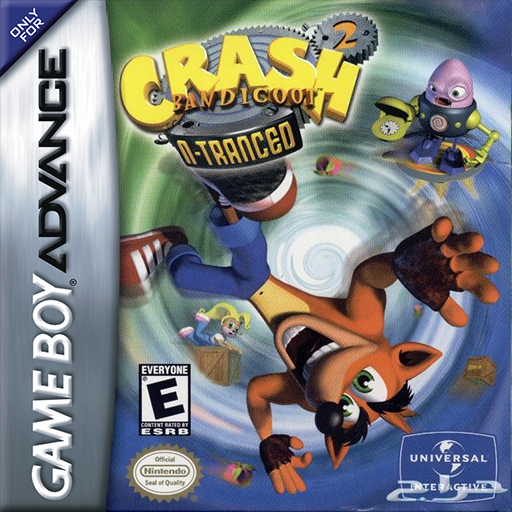 ONLY
FOR
GAME BOY ADVANCE
CRASH
2
BANDICOOT
N-TRANCED
EVERYONE
E
CONTENT RATED BY
ESRB
Official
Nintendo
Seal of Quality
UNIVERSAL
INTERACTIVE